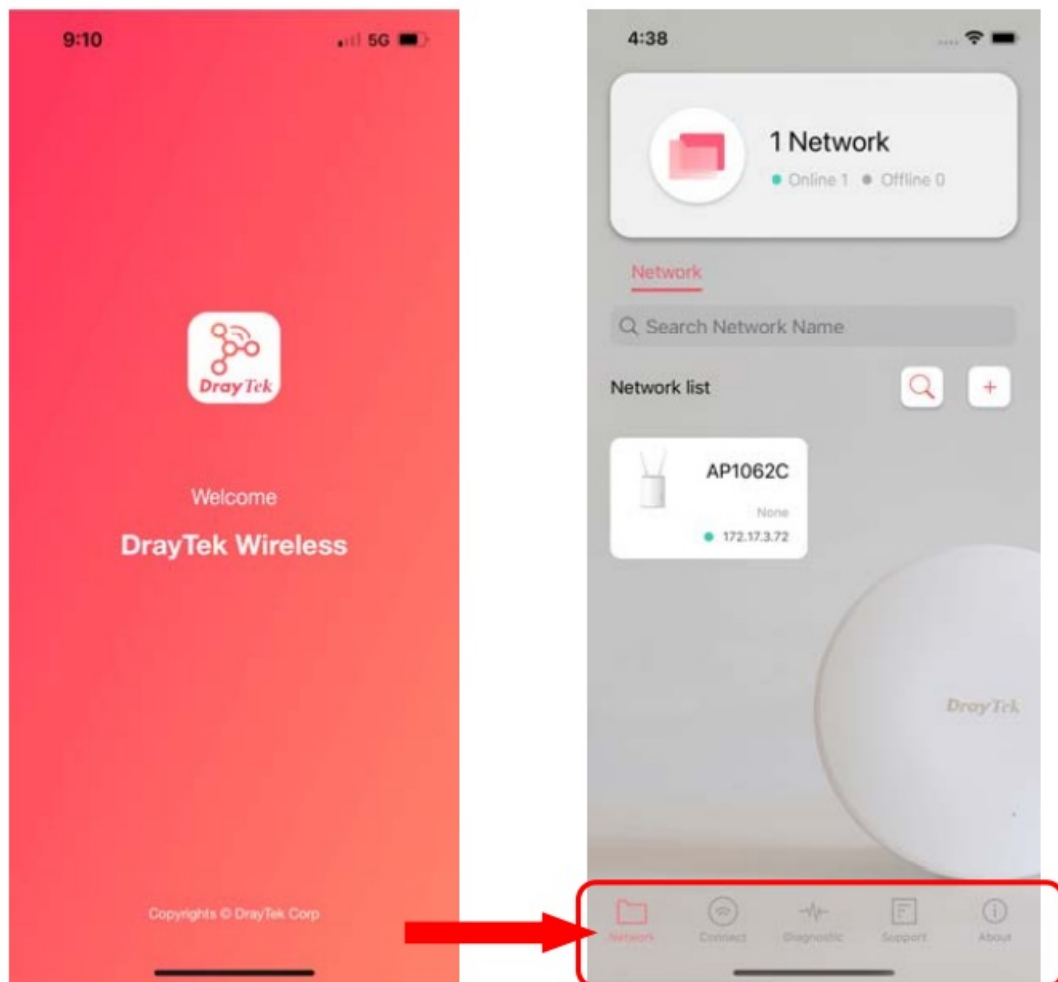 9:10
5G
DrayTek
Welcome
DrayTek Wireless
Copyrights © DrayTek Corp
4:38
1 Network
Online 1 Offline 0
Network
Search Network Name
Network list
+
AP1062C
None
172.17.3.72
DrayTek
Network Connect Diagnostic Support About